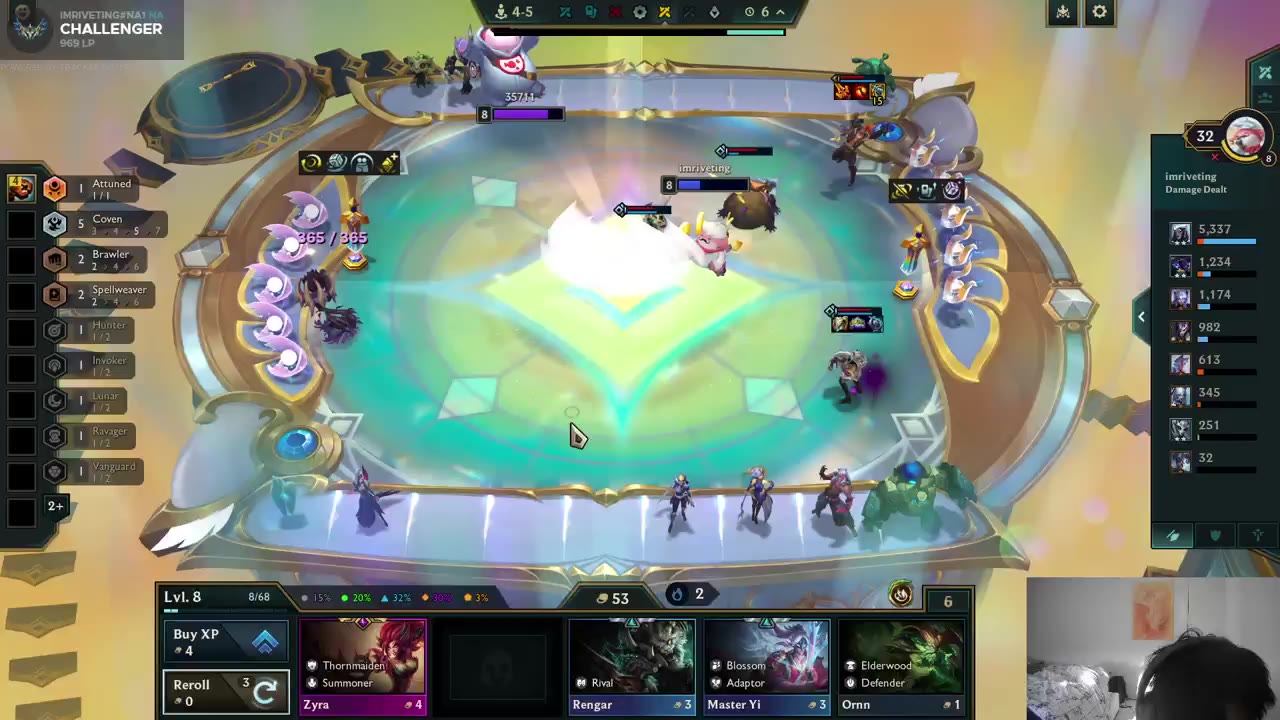 IMRIVETING#NA1 NA
CHALLENGER
969 LP
4-5
6
35711
8
15
imriveting
8
365 / 365
32
8
imriveting
Damage Dealt
5,337
1,234
1,174
982
613
345
251
32
4
1 Attuned
1 / 1
5 Coven
3 > 4 > 5 > 7
2 Brawler
2 > 4 > 6
2 Spellweaver
2 > 4 > 6
1 Hunter
1 / 2
1 Invoker
1 / 2
1 Lunar
1 / 2
1 Ravager
1 / 2
1 Vanguard
1 / 2
2+
Lvl. 8
8/68
15%
20%
32%
30%
3%
53
2
6
Buy XP
4
Reroll 3
0
Thornmaiden
Summoner
Zyra 4
Rival
Rengar 3
Blossom
Adaptor
Master Yi 3
Elderwood
Defender
Ornn 1